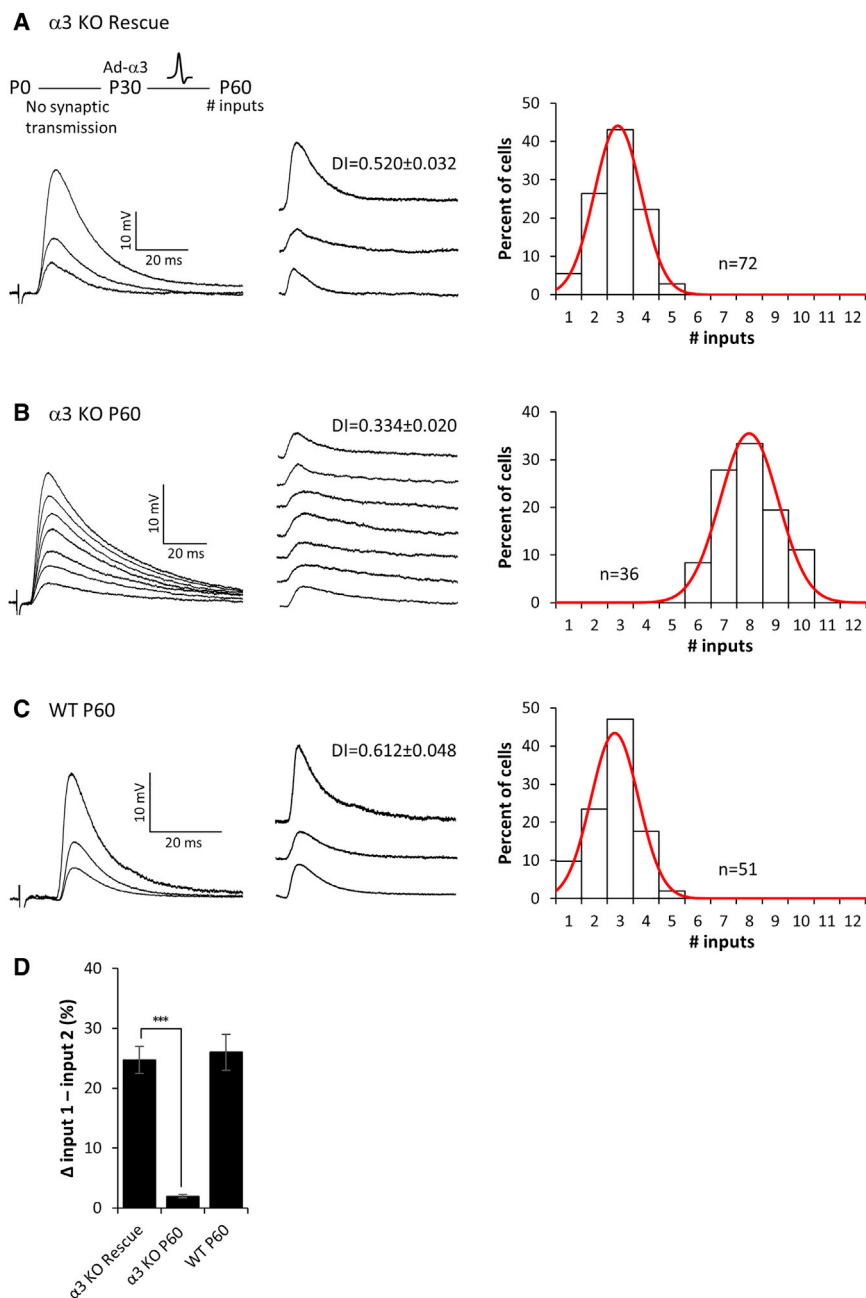 A α3 KO Rescue
Ad-α3
P0 P30 P60
No synaptic transmission
# inputs
10 mV
20 ms
DI=0.520±0.032
Percent of cells
50
40
30
20
10
0
n=72
1 2 3 4 5 6 7 8 9 10 11 12
# inputs
B α3 KO P60
10 mV
20 ms
DI=0.334±0.020
Percent of cells
40
30
20
10
0
n=36
1 2 3 4 5 6 7 8 9 10 11 12
# inputs
C WT P60
10 mV
20 ms
DI=0.612±0.048
Percent of cells
50
40
30
20
10
0
n=51
1 2 3 4 5 6 7 8 9 10 11 12
# inputs
D
Δ input 1 – input 2 (%)
40
30
20
10
0
***
α3 KO Rescue
α3 KO P60
WT P60